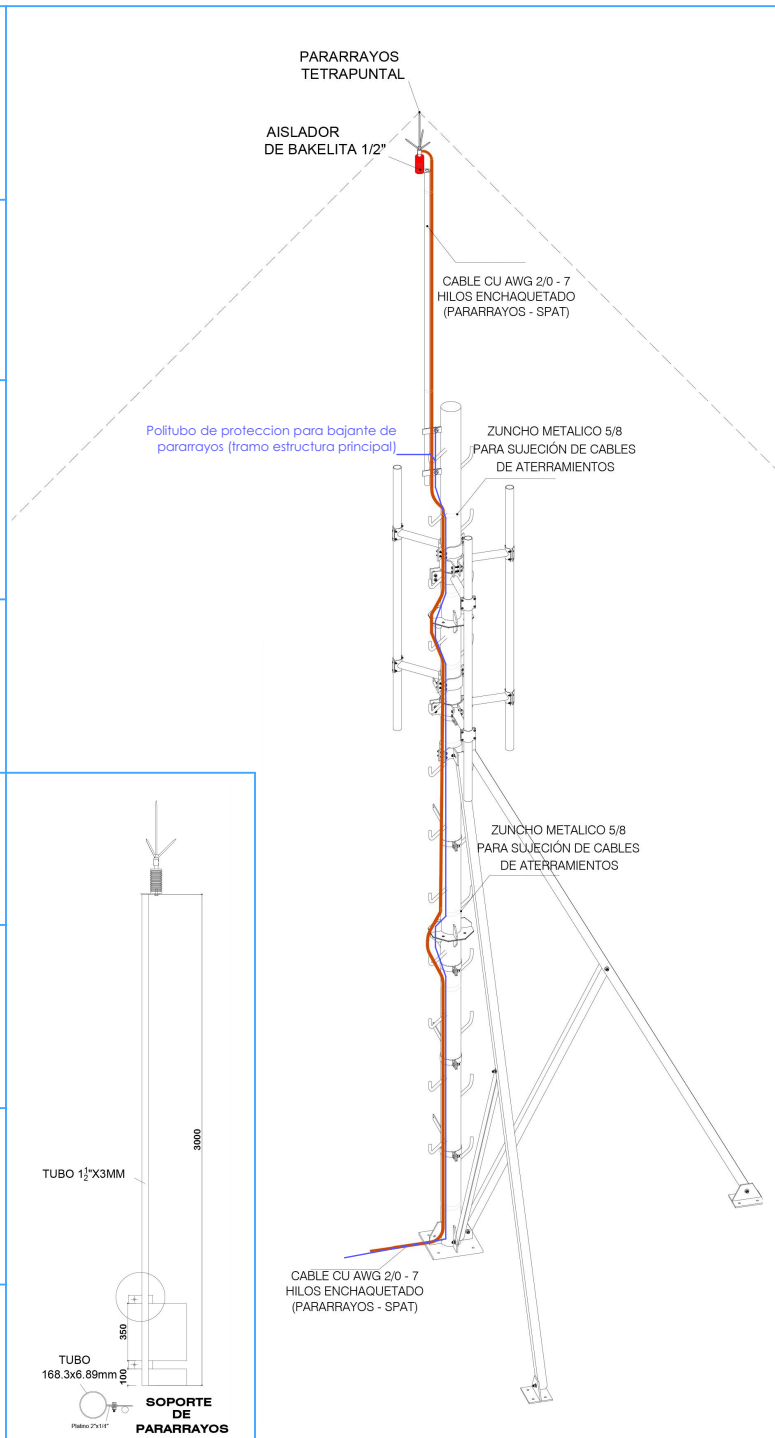 PARARRAYOS
TETRAPUNTAL
AISLADOR
DE BAKELITA 1/2"
CABLE CU AWG 2/0 - 7
HILOS ENCHAQUETADO
(PARARRAYOS - SPAT)
Politubo de proteccion para bajante de
pararrayos (tramo estructura principal)
ZUNCHO METALICO 5/8
PARA SUJECIÓN DE CABLES
DE ATERRAMIENTOS
ZUNCHO METALICO 5/8
PARA SUJECIÓN DE CABLES
DE ATERRAMIENTOS
3000
TUBO 1 1/2"X3MM
350
100
TUBO
168.3x6.89mm
Platino 2"x1/4"
SOPORTE
DE
PARARRAYOS
CABLE CU AWG 2/0 - 7
HILOS ENCHAQUETADO
(PARARRAYOS - SPAT)